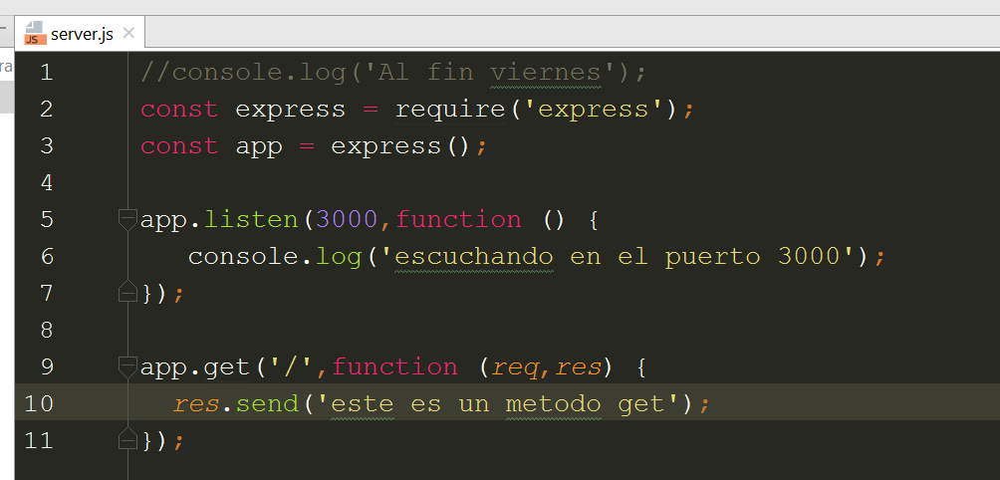 ra
JS server.js ×
1 //console.log('Al fin viernes');
2 const express = require('express');
3 const app = express();
4
5 app.listen(3000,function () {
6    console.log('escuchando en el puerto 3000');
7 });
8
9 app.get('/',function (req,res) {
10   res.send('este es un metodo get');
11 });